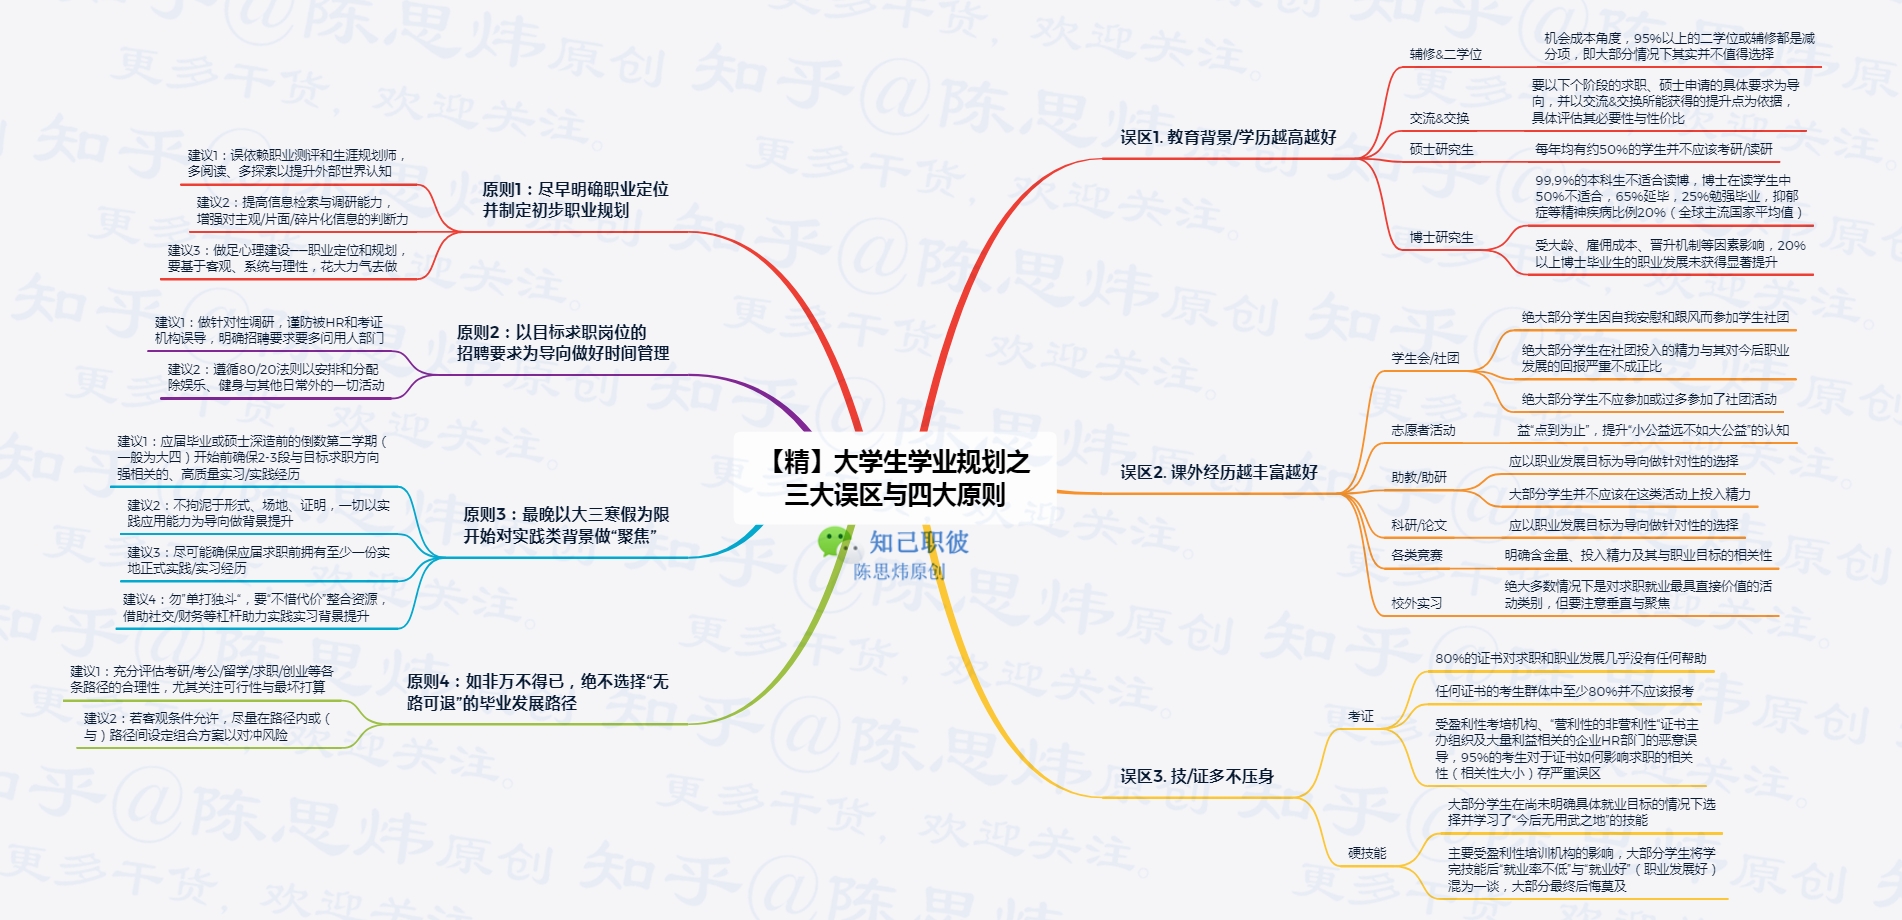 【精】大学生学业规划之
三大误区与四大原则
知己职彼
陈思炜原创
误区1. 教育背景/学历越高越好
辅修&二学位
机会成本角度，95%以上的二学位或辅修都是减
分项，即大部分情况下其实并不值得选择
交流&交换
要以下个阶段的求职、硕士申请的具体要求为导
向，并以交流&交换所能获得的提升点为依据，
具体评估其必要性与性价比
硕士研究生
每年均有约50%的学生并不应该考研/读研
博士研究生
99.9%的本科生不适合读博，博士在读学生中
50%不适合，65%延毕，25%勉强毕业，抑郁
症等精神疾病比例20%（全球主流国家平均值）
受大龄、雇佣成本、晋升机制等因素影响，20%
以上博士毕业生的职业发展未获得显著提升
误区2. 课外经历越丰富越好
学生会/社团
绝大部分学生因自我安慰和跟风而参加学生社团
绝大部分学生在社团投入的精力与其对今后职业
发展的回报严重不成正比
绝大部分学生不应参加或过多参加了社团活动
志愿者活动
益“点到为止”，提升“小公益远不如大公益”的认知
助教/助研
应以职业发展目标为导向做针对性的选择
大部分学生并不应该在这类活动上投入精力
科研/论文
应以职业发展目标为导向做针对性的选择
各类竞赛
明确含金量、投入精力及其与职业目标的相关性
校外实习
绝大多数情况下是对求职就业最具直接价值的活
动类别，但要注意垂直与聚焦
误区3. 技/证多不压身
考证
80%的证书对求职和职业发展几乎没有任何帮助
任何证书的考生群体中至少80%并不应该报考
受盈利性考培机构、“营利性的非营利性”证书主
办组织及大量利益相关的企业HR部门的恶意误
导，95%的考生对于证书如何影响求职的相关
性（相关性大小）存严重误区
硬技能
大部分学生在尚未明确具体就业目标的情况下选
择并学习了“今后无用武之地”的技能
主要受盈利性培训机构的影响，大部分学生将学
完技能后“就业率不低”与“就业好”（职业发展好）
混为一谈，大部分最终后悔莫及
原则1：尽早明确职业定位
并制定初步职业规划
建议1：误依赖职业测评和生涯规划师，
多阅读、多探索以提升外部世界认知
建议2：提高信息检索与调研能力，
增强对主观/片面/碎片化信息的判断力
建议3：做足心理建设——职业定位和规划，
要基于客观、系统与理性，花大力气去做
原则2：以目标求职岗位的
招聘要求为导向做好时间管理
建议1：做针对性调研，谨防被HR和考证
机构误导，明确招聘要求要多问用人部门
建议2：遵循80/20法则以安排和分配
除娱乐、健身与其他日常外的一切活动
原则3：最晚以大三寒假为限
开始对实践类背景做“聚焦”
建议1：应届毕业或硕士深造前的倒数第二学期（
一般为大四）开始前确保2-3段与目标求职方向
强相关的、高质量实习/实践经历
建议2：不拘泥于形式、场地、证明，一切以实
践应用能力为导向做背景提升
建议3：尽可能确保应届求职前拥有至少一份实
地正式实践/实习经历
建议4：勿”单打独斗“，要“不惜代价”整合资源，
借助社交/财务等杠杆助力实践实习背景提升
原则4：如非万不得已，绝不选择“无
路可退”的毕业发展路径
建议1：充分评估考研/考公/留学/求职/创业等各
条路径的合理性，尤其关注可行性与最坏打算
建议2：若客观条件允许，尽量在路径内或（
与）路径间设定组合方案以对冲风险
知乎@陈思炜原创
更多干货，欢迎关注。